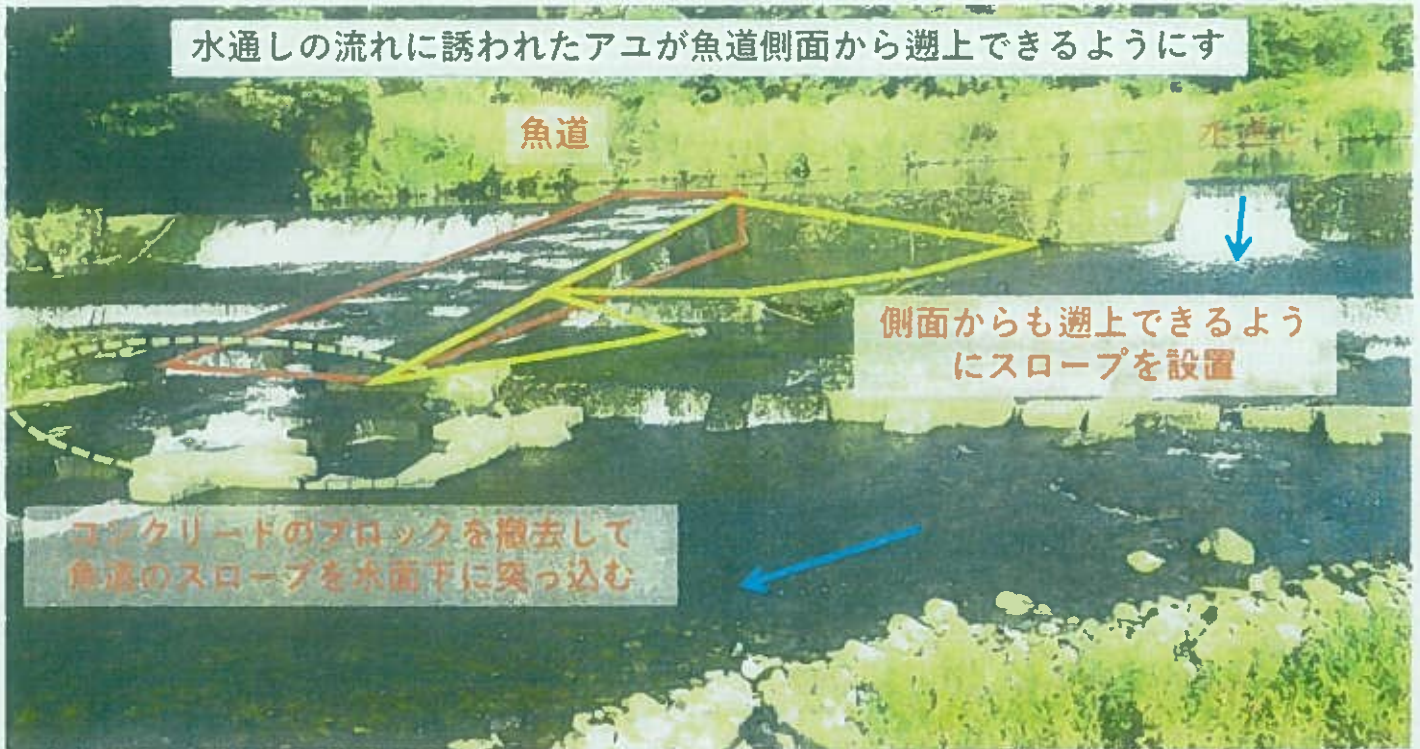 水通しの流れに誘われたアユが魚道側面から遡上できるようにす
魚道
水通し
側面からも遡上できるよう
にスロープを設置
コンクリードのブロックを撤去して
魚道のスロープを水面下に突っ込む